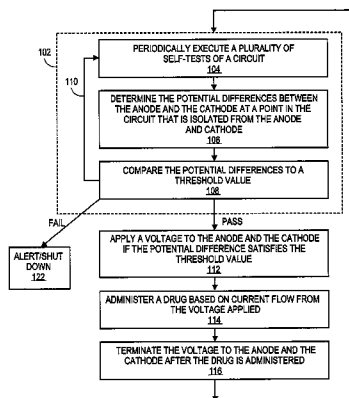 102
110
PERIODICALLY EXECUTE A PLURALITY OF
SELF-TESTS OF A CIRCUIT
104
DETERMINE THE POTENTIAL DIFFERENCES BETWEEN
THE ANODE AND THE CATHODE AT A POINT IN
THE CIRCUIT THAT IS ISOLATED FROM THE ANODE
AND CATHODE
106
COMPARE THE POTENTIAL DIFFERENCES TO A
THRESHOLD VALUE
108
FAIL
PASS
ALERT/SHUT
DOWN
122
APPLY A VOLTAGE TO THE ANODE AND THE CATHODE
IF THE POTENTIAL DIFFERENCE SATISFIES THE
THRESHOLD VALUE
112
ADMINISTER A DRUG BASED ON CURRENT FLOW FROM
THE VOLTAGE APPLIED
114
TERMINATE THE VOLTAGE TO THE ANODE AND THE
CATHODE AFTER THE DRUG IS ADMINISTERED
116